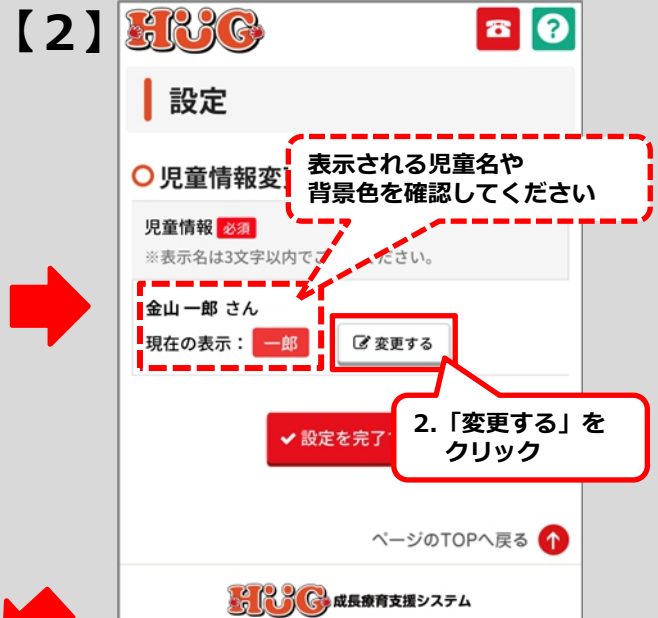 【2】
HUG
?
設定
児童情報変
表示される児童名や
背景色を確認してください
児童情報 必須
※表示名は3文字以内でご ださい。
金山 一郎 さん
現在の表示： 一郎
変更する
2.「変更する」を
クリック
設定を完了
ページのTOPへ戻る
HUG 成長療育支援システム